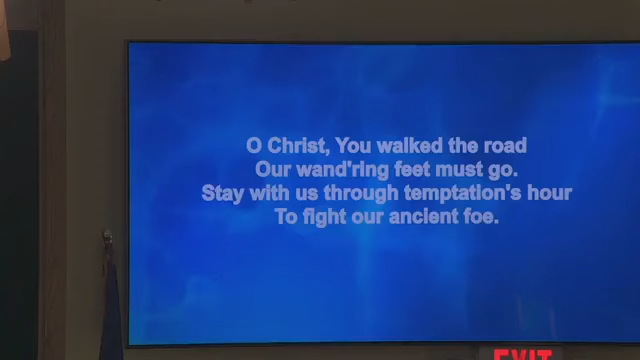 O Christ, You walked the road
Our wand'ring feet must go.
Stay with us through temptation's hour
To fight our ancient foe.
EXIT